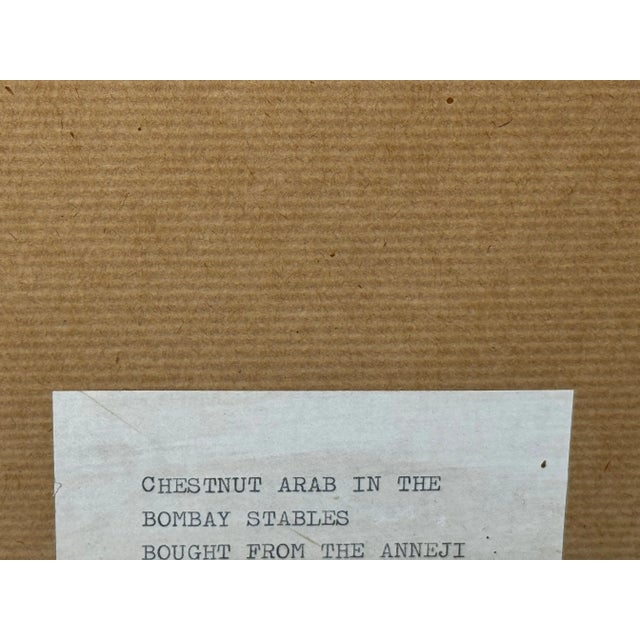 CHESTNUT ARAB IN THE
BOMBAY STABLES
BOUGHT FROM THE ANNEJI